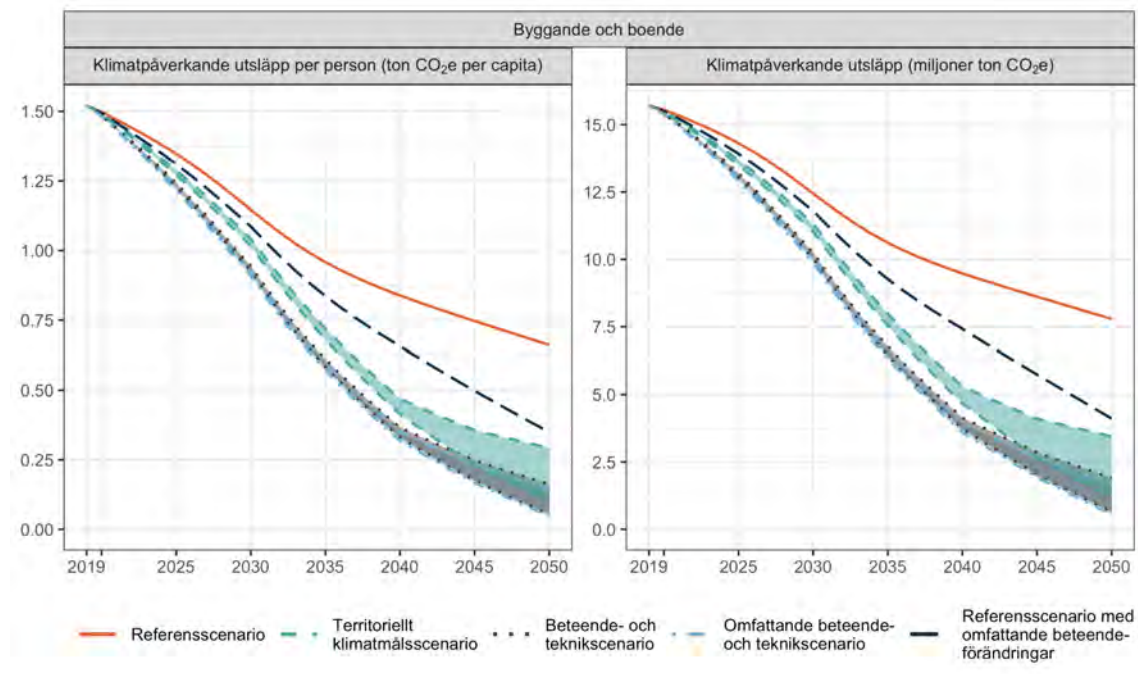 Byggande och boende
Klimatpåverkande utsläpp per person (ton CO₂e per capita)
Klimatpåverkande utsläpp (miljoner ton CO₂e)
1.50
1.25
1.00
0.75
0.50
0.25
0.00
2019 2025 2030 2035 2040 2045 2050
15.0
12.5
10.0
7.5
5.0
2.5
0.0
2019 2025 2030 2035 2040 2045 2050
Referensscenario
Territoriellt
klimatmålsscenario
Beteende- och
teknikscenario
Omfattande beteende-
och teknikscenario
Referensscenario med
omfattande beteende-
förändringar